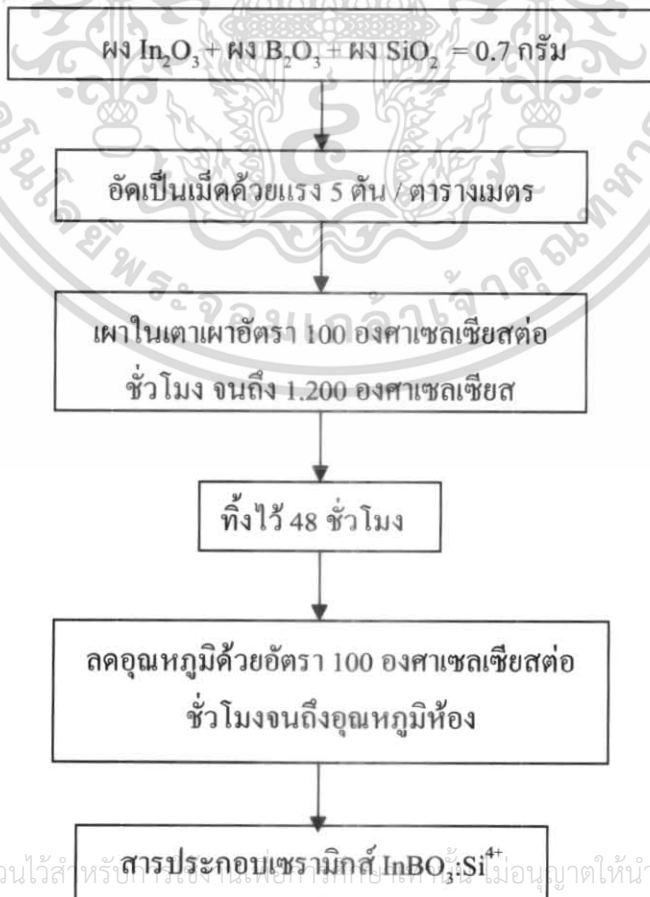 ผง In₂O₃ + ผง B₂O₃ + ผง SiO₂ = 0.7 กรัม
อัดเป็นเม็ดด้วยแรง 5 ตัน / ตารางเมตร
เผาในเตาเผาอัตรา 100 องศาเซลเซียสต่อ
ชั่วโมง จนถึง 1.200 องศาเซลเซียส
ทิ้งไว้ 48 ชั่วโมง
ลดอุณหภูมิด้วยอัตรา 100 องศาเซลเซียสต่อ
ชั่วโมงจนถึงอุณหภูมิห้อง
สารประกอบเซรามิกส์ InBO₃:Si⁴⁺